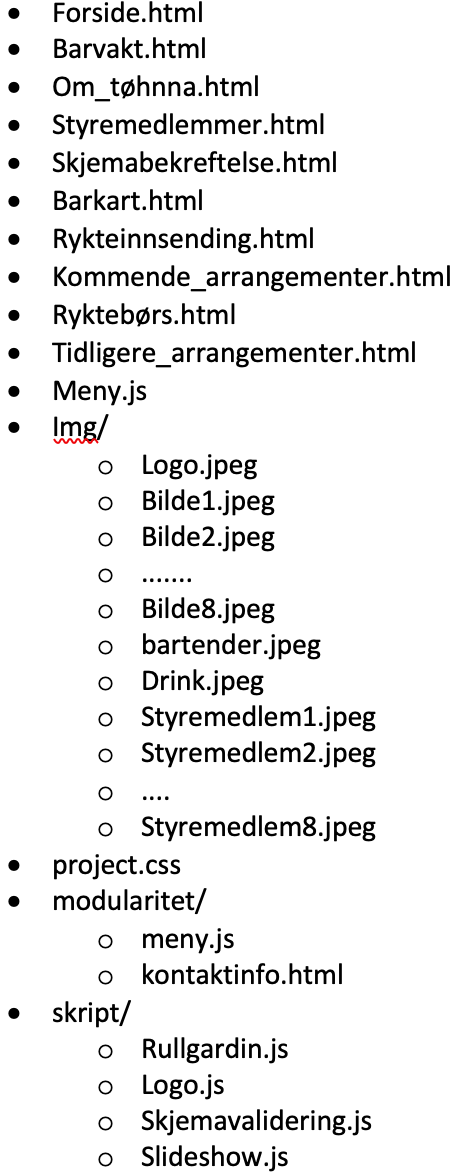 • Forside.html
• Barvakt.html
• Om_tøhnna.html
• Styremedlemmer.html
• Skjemabekreftelse.html
• Barkart.html
• Rykteinnsending.html
• Kommende_arrangementer.html
• Ryktebørs.html
• Tidligere_arrangementer.html
• Meny.js
• Img/
o Logo.jpeg
o Bilde1.jpeg
o Bilde2.jpeg
o .......
o Bilde8.jpeg
o bartender.jpeg
o Drink.jpeg
o Styremedlem1.jpeg
o Styremedlem2.jpeg
o ....
o Styremedlem8.jpeg
• project.css
• modularitet/
o meny.js
o kontaktinfo.html
• skript/
o Rullgardin.js
o Logo.js
o Skjemavalidering.js
o Slideshow.js